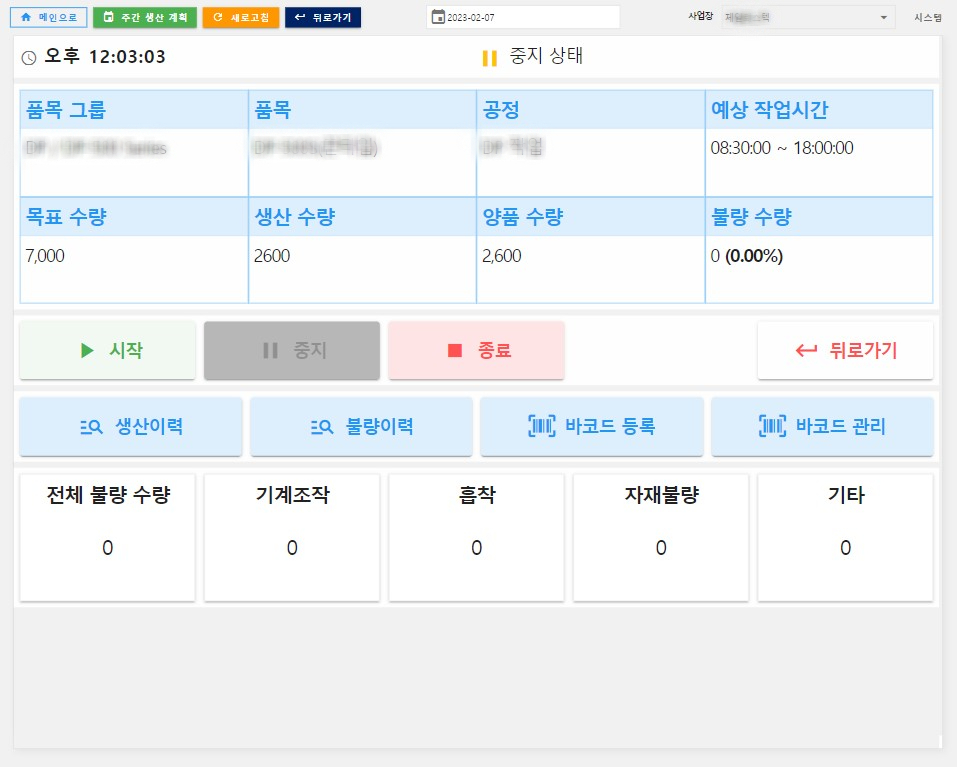 메인으로 주간 생산 계획 새로고침 뒤로가기 2023-02-07 사업장 시스템
오후 12:03:03 중지 상태
품목 그룹 품목 공정 예상 작업시간
08:30:00 ~ 18:00:00
목표 수량 생산 수량 양품 수량 불량 수량
7,000 2600 2,600 0 (0.00%)
시작 중지 종료 뒤로가기
생산이력 불량이력 바코드 등록 바코드 관리
전체 불량 수량 기계조작 흡착 자재불량 기타
0 0 0 0 0